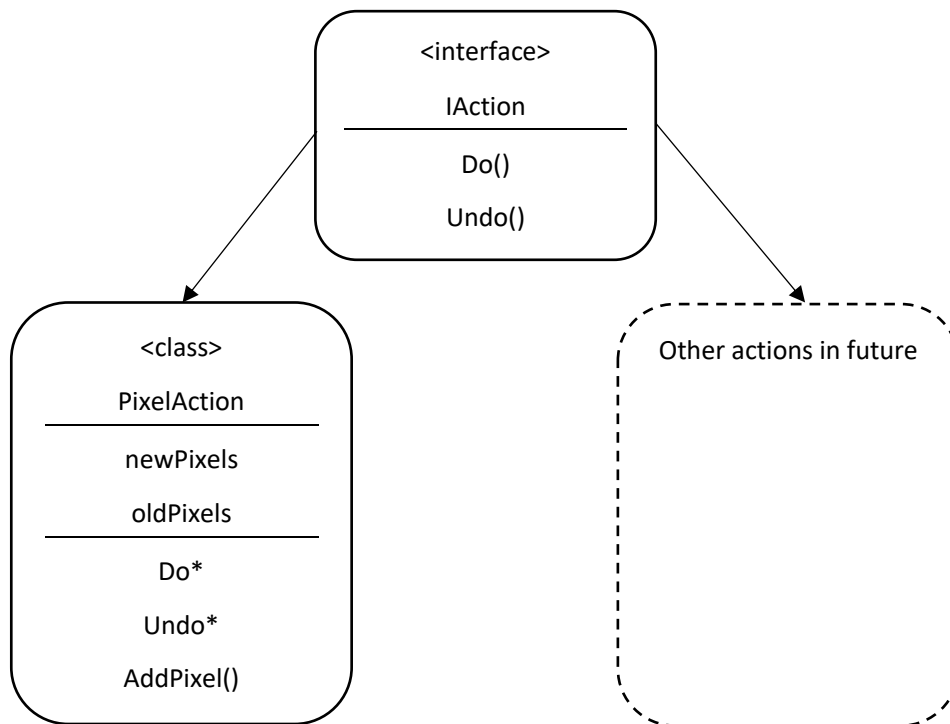 <interface>
IAction
Do()
Undo()
<class>
PixelAction
newPixels
oldPixels
Do*
Undo*
AddPixel()
Other actions in future